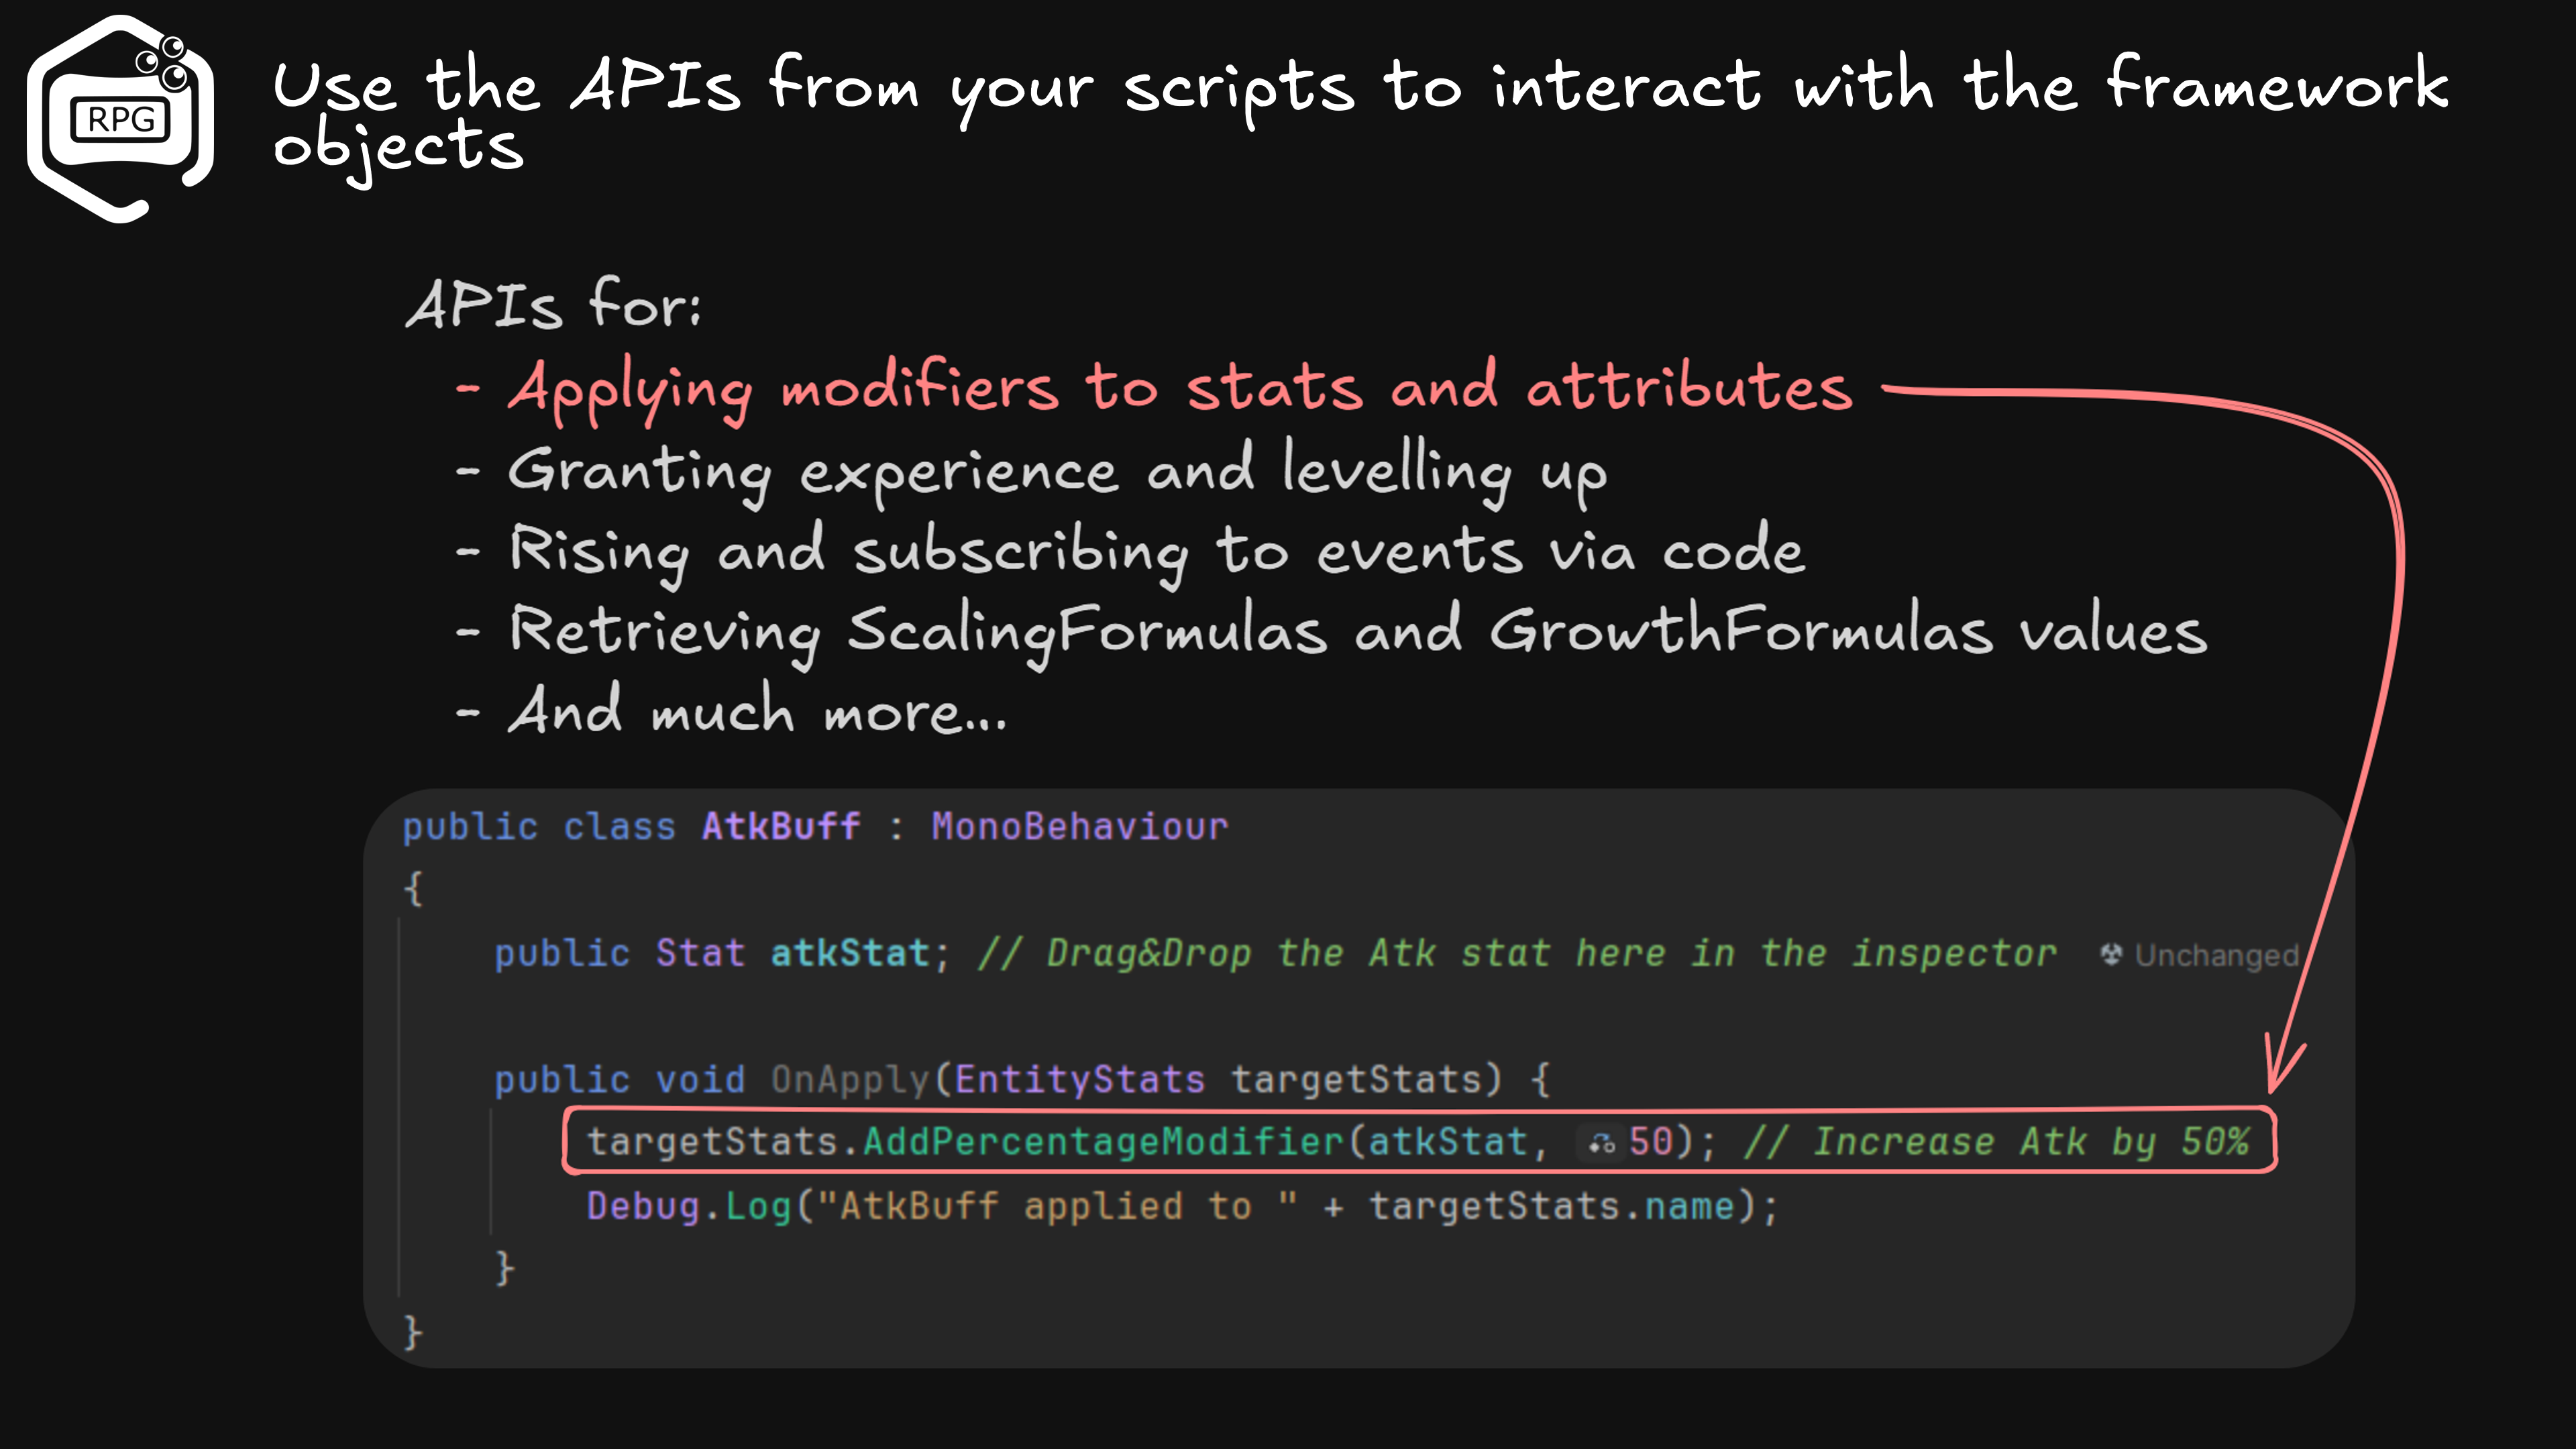 RPG
Use the APIs from your scripts to interact with the framework
objects
APIs for:
- Applying modifiers to stats and attributes
- Granting experience and levelling up
- Rising and subscribing to events via code
- Retrieving ScalingFormulas and GrowthFormulas values
- And much more...
public class AtkBuff : MonoBehaviour
{
public Stat atkStat; // Drag&Drop the Atk stat here in the inspector Unchanged
public void OnApply(EntityStats targetStats) {
targetStats.AddPercentageModifier(atkStat, 50); // Increase Atk by 50%
Debug.Log("AtkBuff applied to " + targetStats.name);
}
}